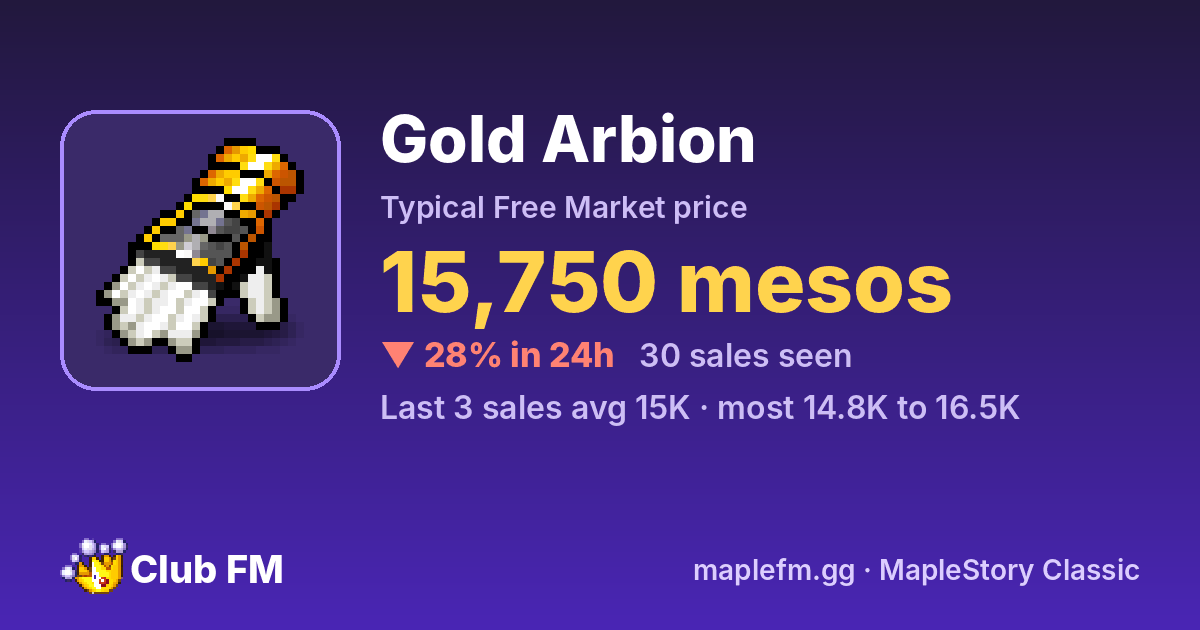 Gold Arbion
Typical Free Market price
15,750 mesos
▼ 28% in 24h 30 sales seen
Last 3 sales avg 15K · most 14.8K to 16.5K
Club FM
maplefm.gg · MapleStory Classic